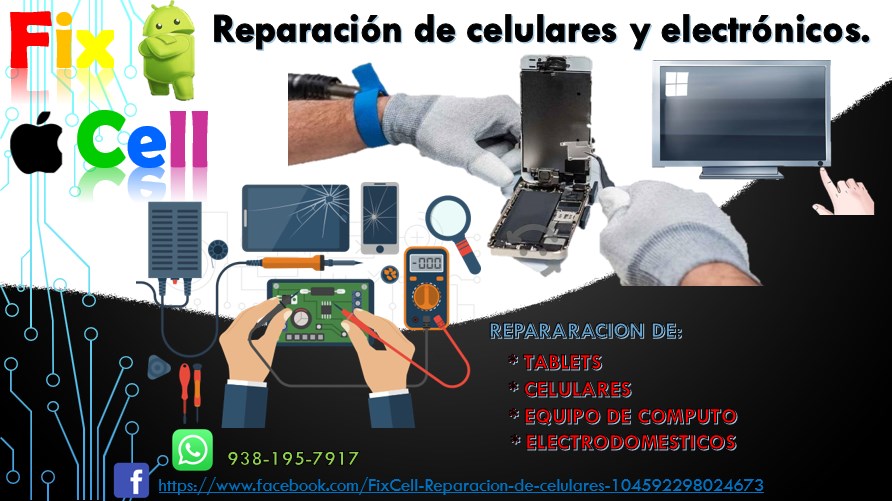 Fix
Cell
Reparación de celulares y electrónicos.
-000
REPARARACION DE:
* TABLETS
* CELULARES
* EQUIPO DE COMPUTO
* ELECTRODOMESTICOS
938-195-7917
https://www.facebook.com/FixCell-Reparacion-de-celulares-104592298024673